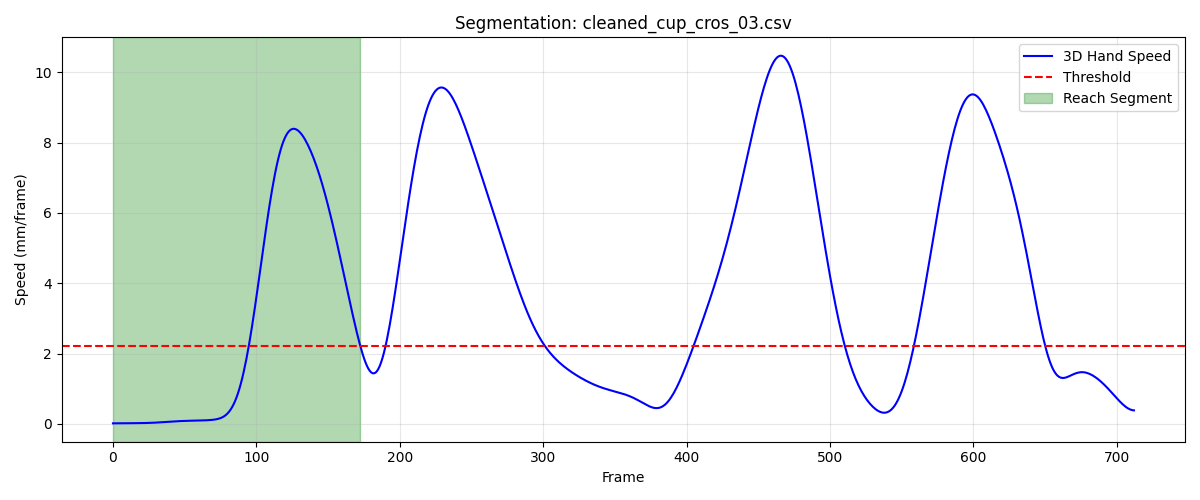 Segmentation: cleaned_cup_cros_03.csv
3D Hand Speed
Threshold
Reach Segment
Speed (mm/frame)
10
8
6
4
2
0
0 100 200 300 400 500 600 700
Frame